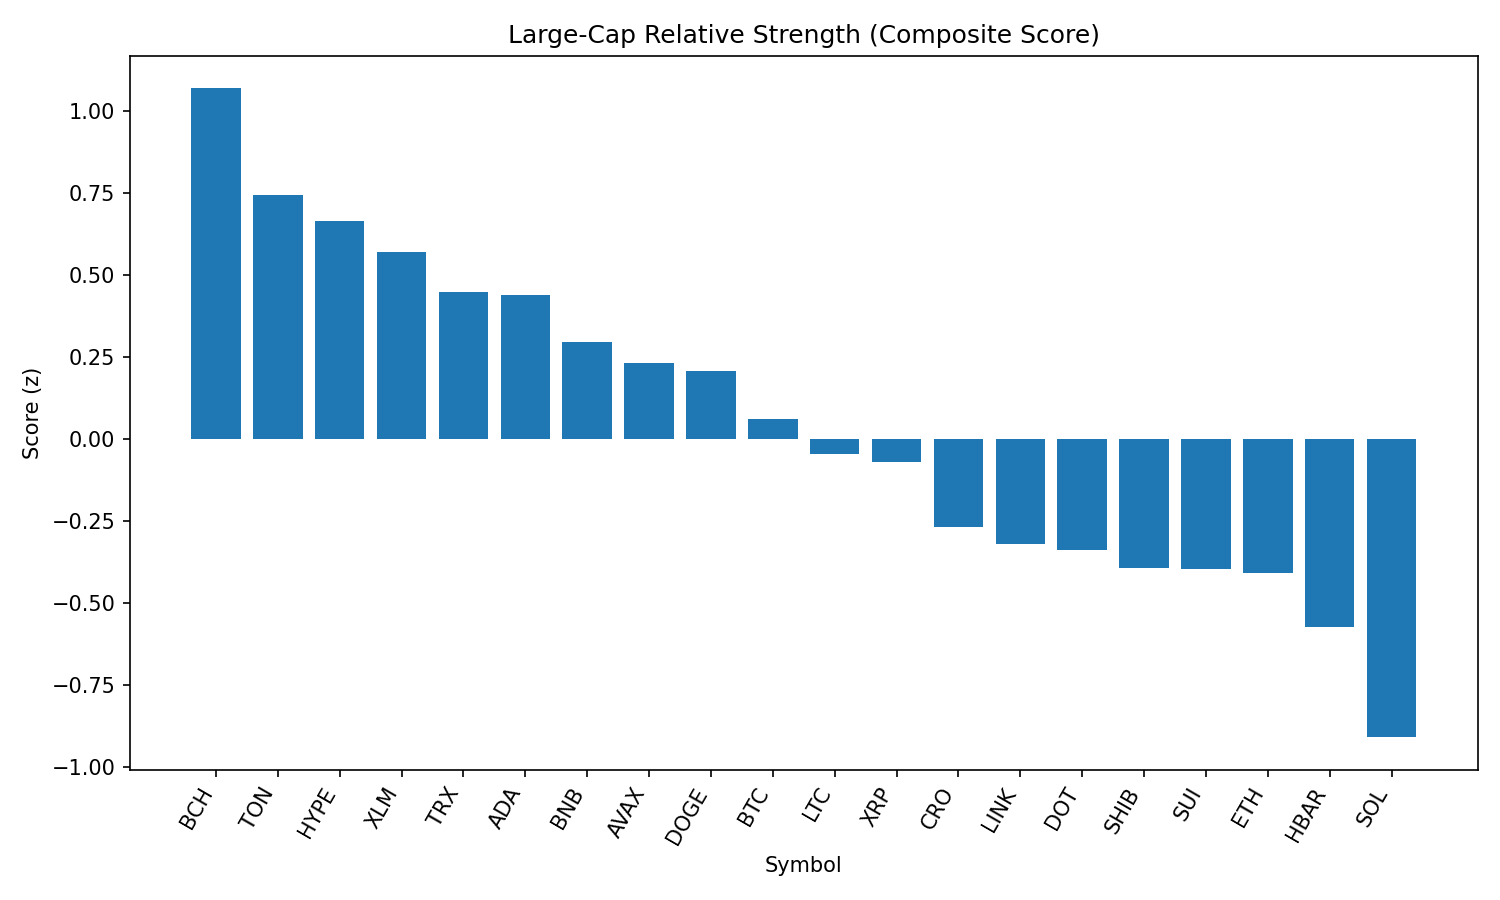 Large-Cap Relative Strength (Composite Score)
1.00
0.75
0.50
0.25
0.00
−0.25
−0.50
−0.75
−1.00
Score (z)
BCH
TON
HYPE
XLM
TRX
ADA
BNB
AVAX
DOGE
BTC
LTC
XRP
CRO
LINK
DOT
SHIB
SUI
ETH
HBAR
SOL
Symbol